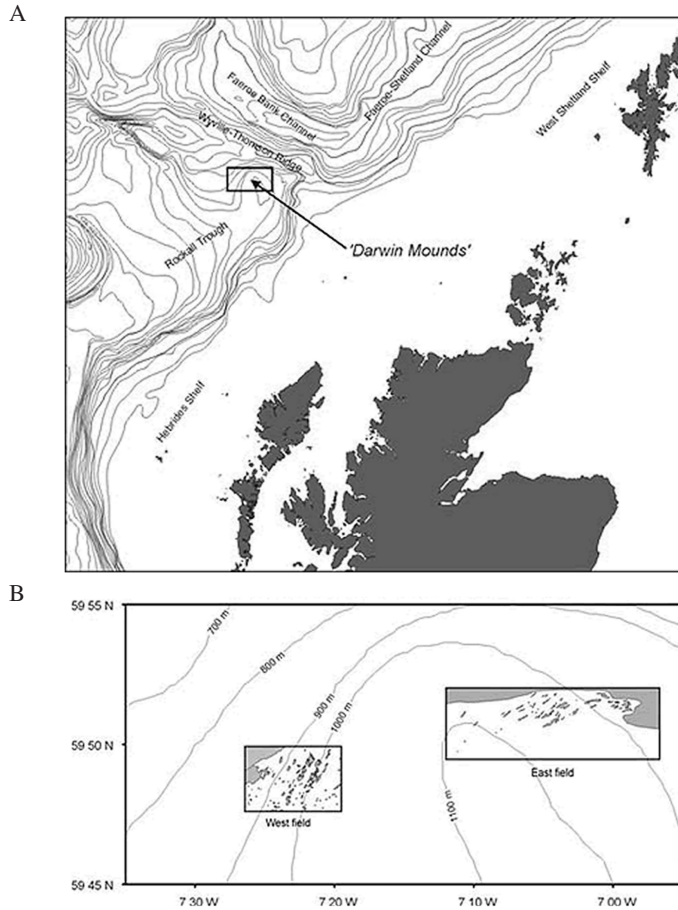 A
Faeroe Bank Channel
Faeroe-Shetland Channel
West Shetland Shelf
Wyville-Thomson Ridge
Rockall Trough
'Darwin Mounds'
Hebrides Shelf
B
59 55 N
700 m
800 m
900 m
1000 m
59 50 N
East field
1100 m
West field
59 45 N
7 30 W
7 20 W
7 10 W
7 00 W